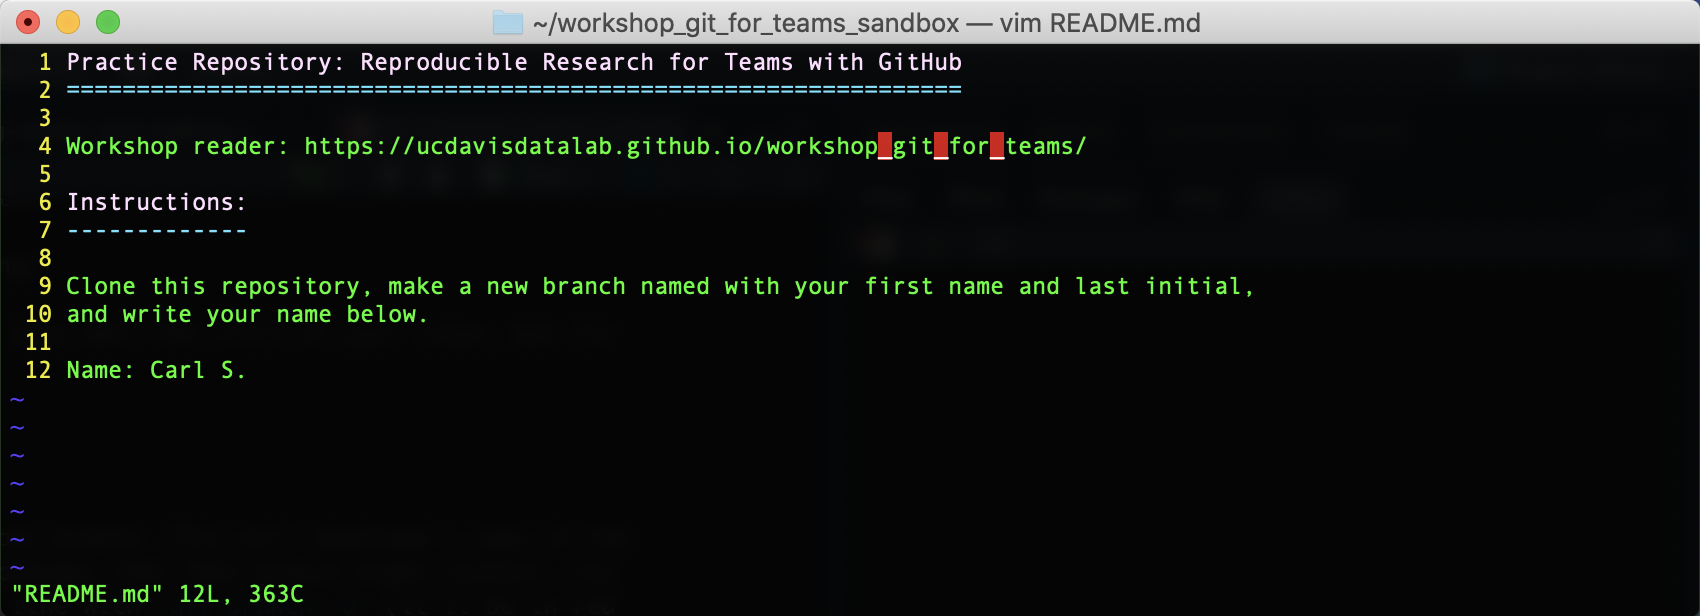 ~/workshop_git_for_teams_sandbox — vim README.md
1 Practice Repository: Reproducible Research for Teams with GitHub
2 ================================================================
3
4 Workshop reader: https://ucdavisdatalab.github.io/workshop_git_for_teams/
5
6 Instructions:
7 -------------
8
9 Clone this repository, make a new branch named with your first name and last initial,
10 and write your name below.
11
12 Name: Carl S.
~
~
~
~
~
~
~
"README.md" 12L, 363C